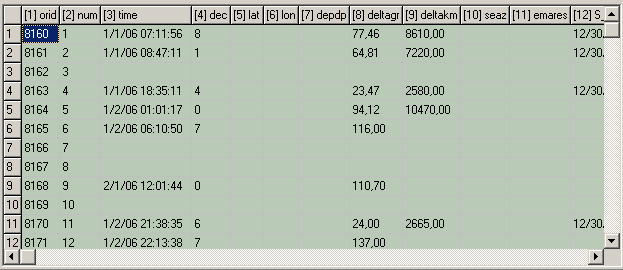 [1] orid [2] num [3] time [4] dec [5] lat [6] lon [7] depdp [8] deltagr [9] deltakm [10] seaz [11] emares [12] S_
1 8160 1 1/1/06 07:11:56 8 77,46 8610,00 12/30,
2 8161 2 1/1/06 08:47:11 1 64,81 7220,00 12/30,
3 8162 3
4 8163 4 1/1/06 18:35:11 4 23,47 2580,00 12/30,
5 8164 5 1/2/06 01:01:17 0 94,12 10470,00
6 8165 6 1/2/06 06:10:50 7 116,00
7 8166 7
8 8167 8
9 8168 9 2/1/06 12:01:44 0 110,70
10 8169 10
11 8170 11 1/2/06 21:38:35 6 24,00 2665,00 12/30,
12 8171 12 1/2/06 22:13:38 7 137,00